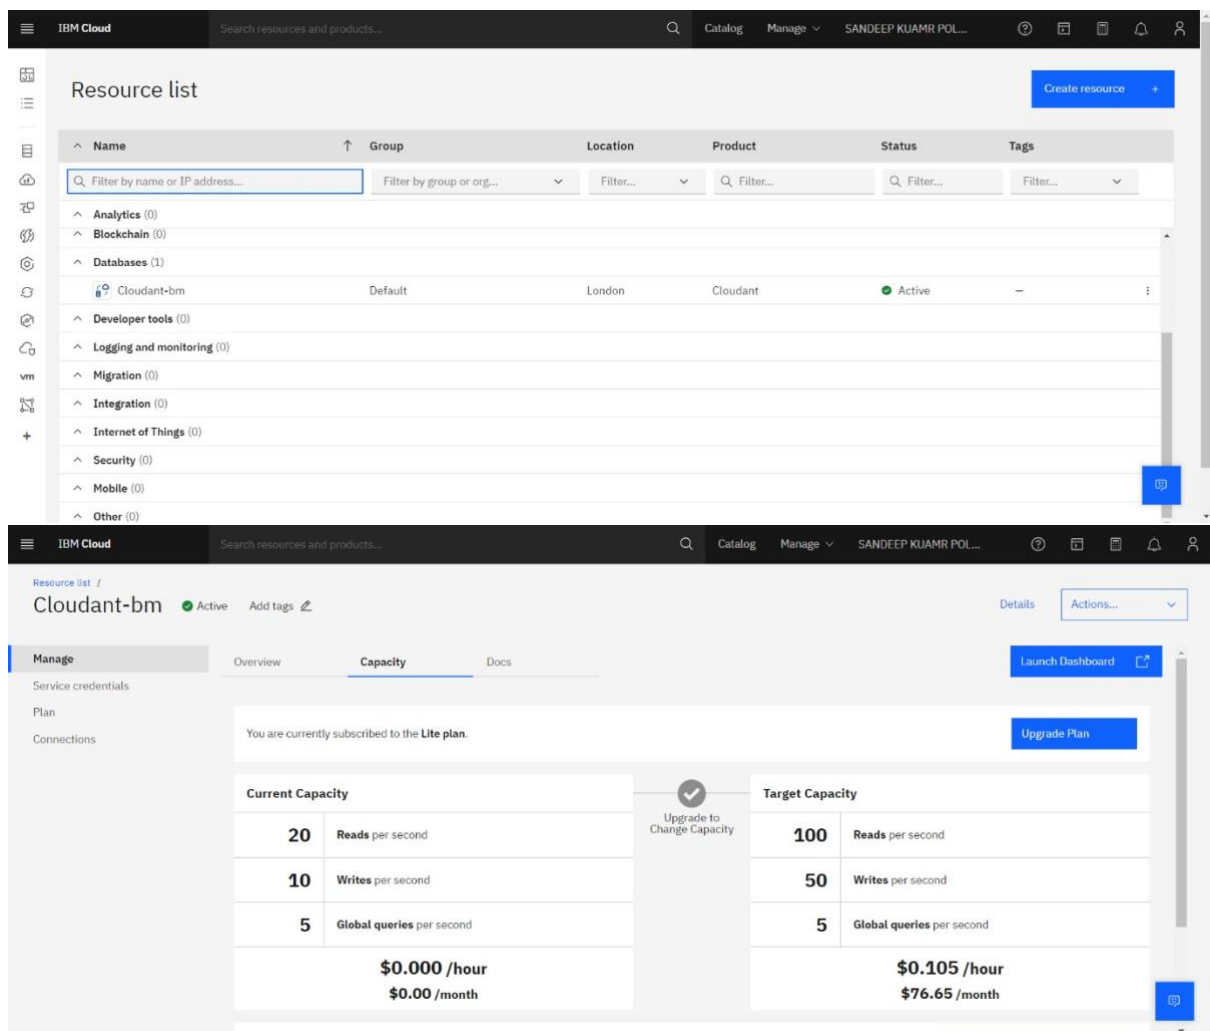 IBM Cloud Search resources and products... Catalog Manage SANDEEP KUAMR POL...
Resource list Create resource +
Name Group Location Product Status Tags
Filter by name or IP address... Filter by group or org... Filter... Filter... Filter... Filter...
Analytics (0)
Blockchain (0)
Databases (1)
Cloudant-bm Default London Cloudant Active –
Developer tools (0)
Logging and monitoring (0)
Migration (0)
vm
Integration (0)
Internet of Things (0)
Security (0)
Mobile (0)
Other (0)
IBM Cloud Search resources and products... Catalog Manage SANDEEP KUAMR POL...
Resource list /
Cloudant-bm Active Add tags Details Actions...
Manage Overview Capacity Docs Launch Dashboard
Service credentials
Plan
Connections
You are currently subscribed to the Lite plan. Upgrade Plan
Current Capacity Target Capacity
Upgrade to
Change Capacity
20 Reads per second 100 Reads per second
10 Writes per second 50 Writes per second
5 Global queries per second 5 Global queries per second
$0.000 /hour $0.105 /hour
$0.00 /month $76.65 /month